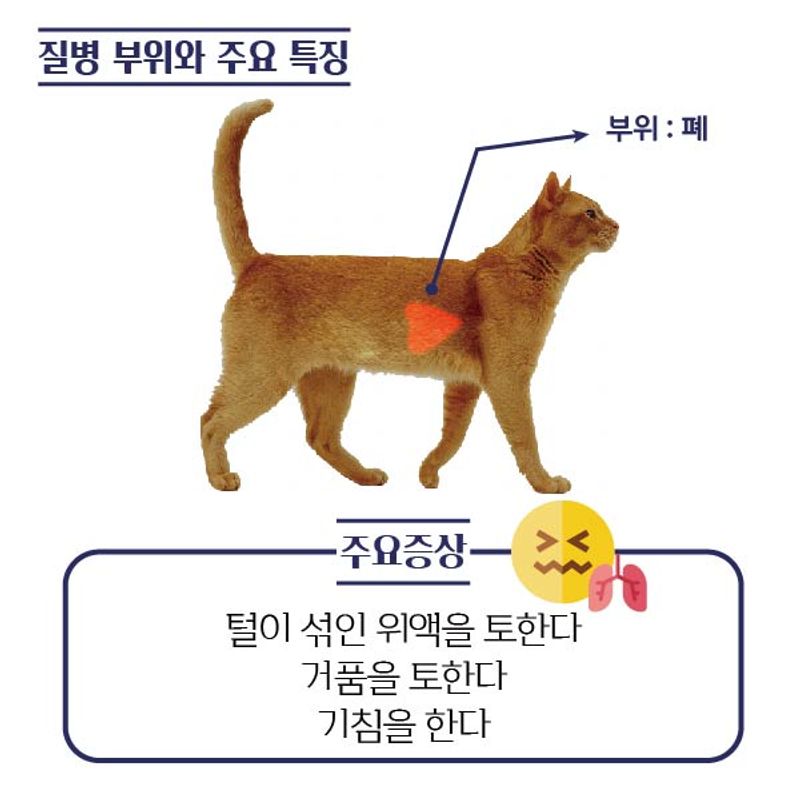 질병 부위와 주요 특징
부위 : 폐
주요증상
털이 섞인 위액을 토한다
거품을 토한다
기침을 한다